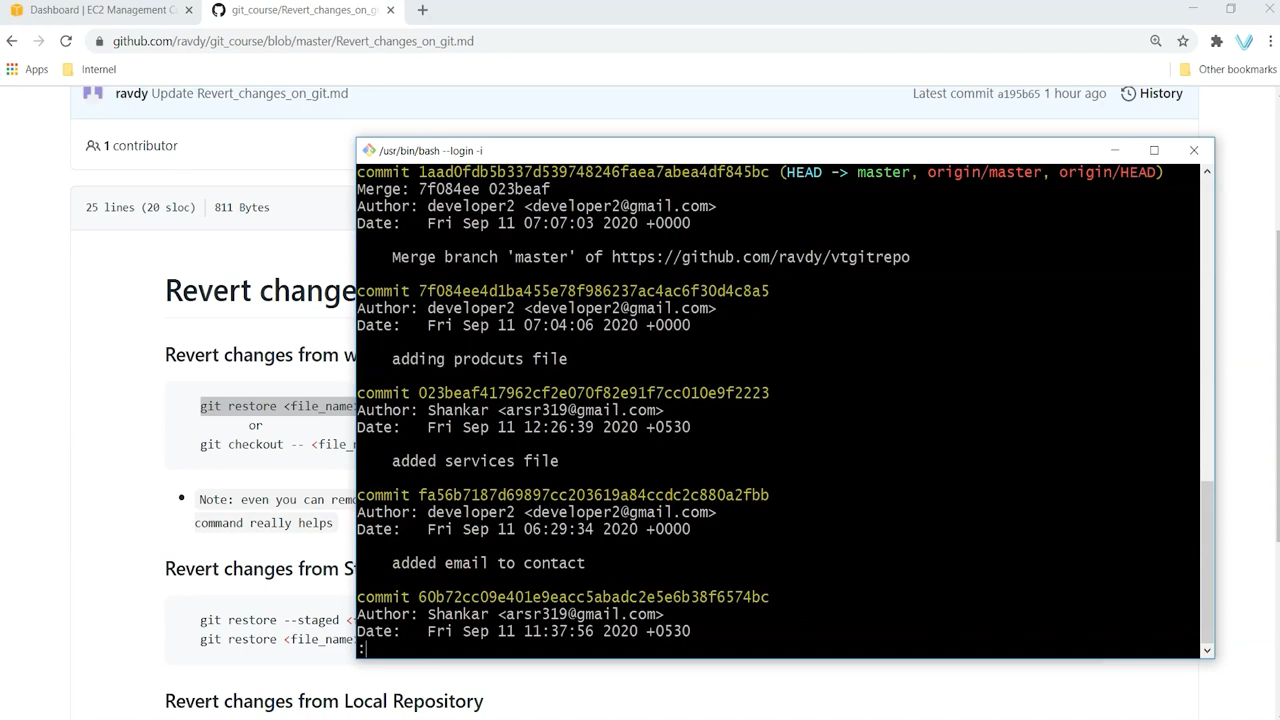 Dashboard | EC2 Management C
git_course/Revert_changes_on_gi
github.com/ravdy/git_course/blob/master/Revert_changes_on_git.md
Apps
Internel
Other bookmarks
ravdy Update Revert_changes_on_git.md
Latest commit a195b65 1 hour ago
History
1 contributor
25 lines (20 sloc)
811 Bytes
Revert change
Revert changes from w
git restore <file_name
or
git checkout -- <file_n
Note: even you can rem
command really helps
Revert changes from S
git restore --staged <
git restore <file_name
Revert changes from Local Repository
/usr/bin/bash --login -i
commit 1aad0fdb5b337d539748246faea7abea4df845bc (HEAD -> master, origin/master, origin/HEAD)
Merge: 7f084ee 023beaf
Author: developer2 <developer2@gmail.com>
Date:   Fri Sep 11 07:07:03 2020 +0000
Merge branch 'master' of https://github.com/ravdy/vtgitrepo
commit 7f084ee4d1ba455e78f986237ac4ac6f30d4c8a5
Author: developer2 <developer2@gmail.com>
Date:   Fri Sep 11 07:04:06 2020 +0000
adding prodcuts file
commit 023beaf417962cf2e070f82e91f7cc010e9f2223
Author: Shankar <arsr319@gmail.com>
Date:   Fri Sep 11 12:26:39 2020 +0530
added services file
commit fa56b7187d69897cc203619a84ccdc2c880a2fbb
Author: developer2 <developer2@gmail.com>
Date:   Fri Sep 11 06:29:34 2020 +0000
added email to contact
commit 60b72cc09e401e9eacc5abadc2e5e6b38f6574bc
Author: Shankar <arsr319@gmail.com>
Date:   Fri Sep 11 11:37:56 2020 +0530
: